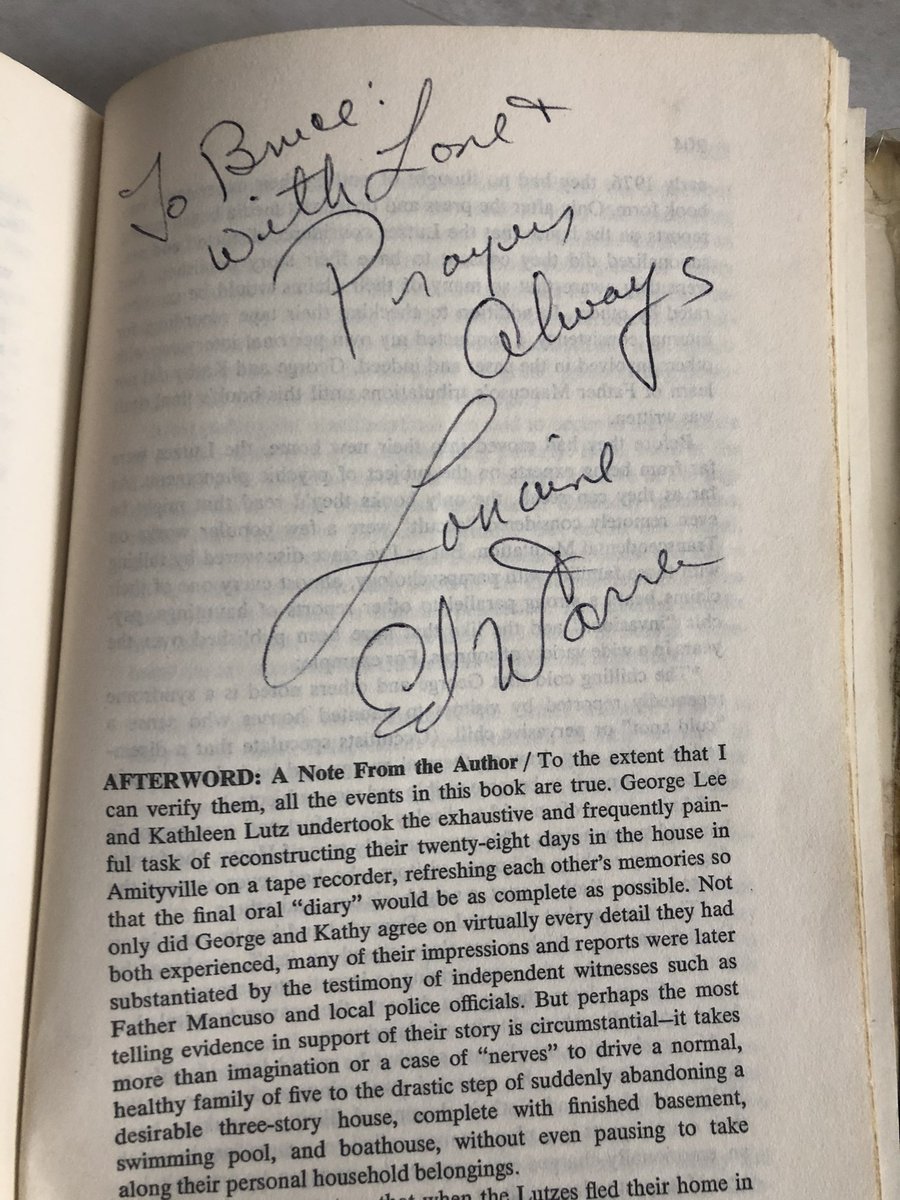 To Bruce:
With Love +
Prayers
Always
Lorraine
Ed Warren
AFTERWORD: A Note From the Author / To the extent that I
can verify them, all the events in this book are true. George Lee
and Kathleen Lutz undertook the exhaustive and frequently pain-
ful task of reconstructing their twenty-eight days in the house in
Amityville on a tape recorder, refreshing each other's memories so
that the final oral “diary” would be as complete as possible. Not
only did George and Kathy agree on virtually every detail they had
both experienced, many of their impressions and reports were later
substantiated by the testimony of independent witnesses such as
Father Mancuso and local police officials. But perhaps the most
telling evidence in support of their story is circumstantial—it takes
more than imagination or a case of “nerves” to drive a normal,
healthy family of five to the drastic step of suddenly abandoning a
desirable three-story house, complete with finished basement,
swimming pool, and boathouse, without even pausing to take
along their personal household belongings.
that when the Lutzes fled their home in